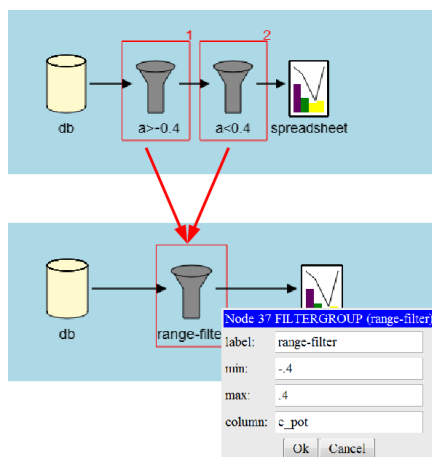 1
2
db
a>-0.4
a<0.4
spreadsheet
db
range-filter
Node 37 FILTERGROUP (range-filter)
label: range-filter
min: -.4
max: .4
column: c_pot
Ok Cancel